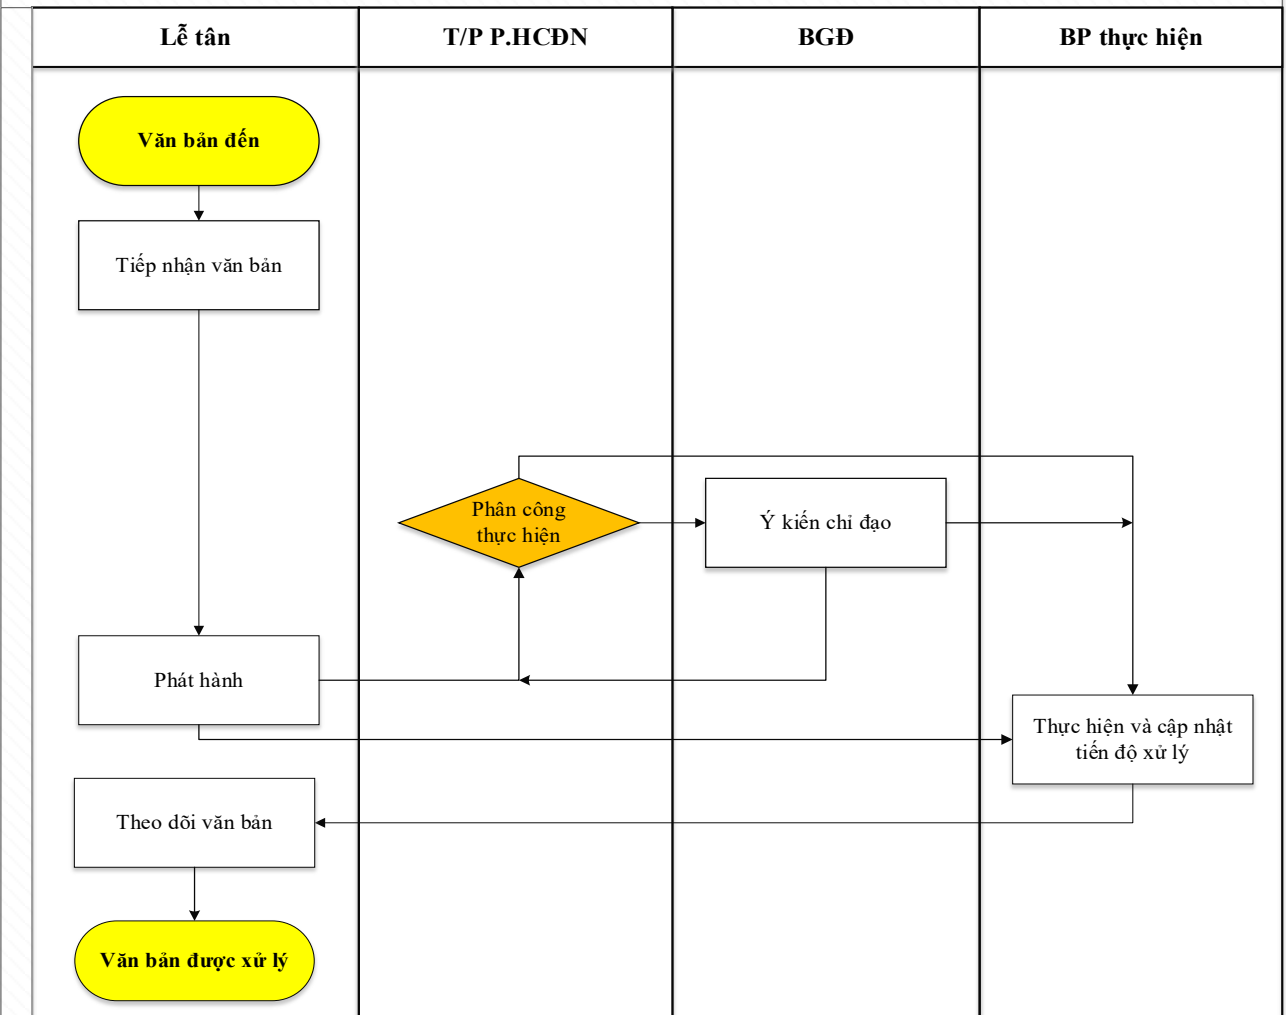 Lễ tân
T/P P.HCĐN
BGĐ
BP thực hiện
Văn bản đến
Tiếp nhận văn bản
Phân công
thực hiện
Ý kiến chỉ đạo
Phát hành
Thực hiện và cập nhật
tiến độ xử lý
Theo dõi văn bản
Văn bản được xử lý